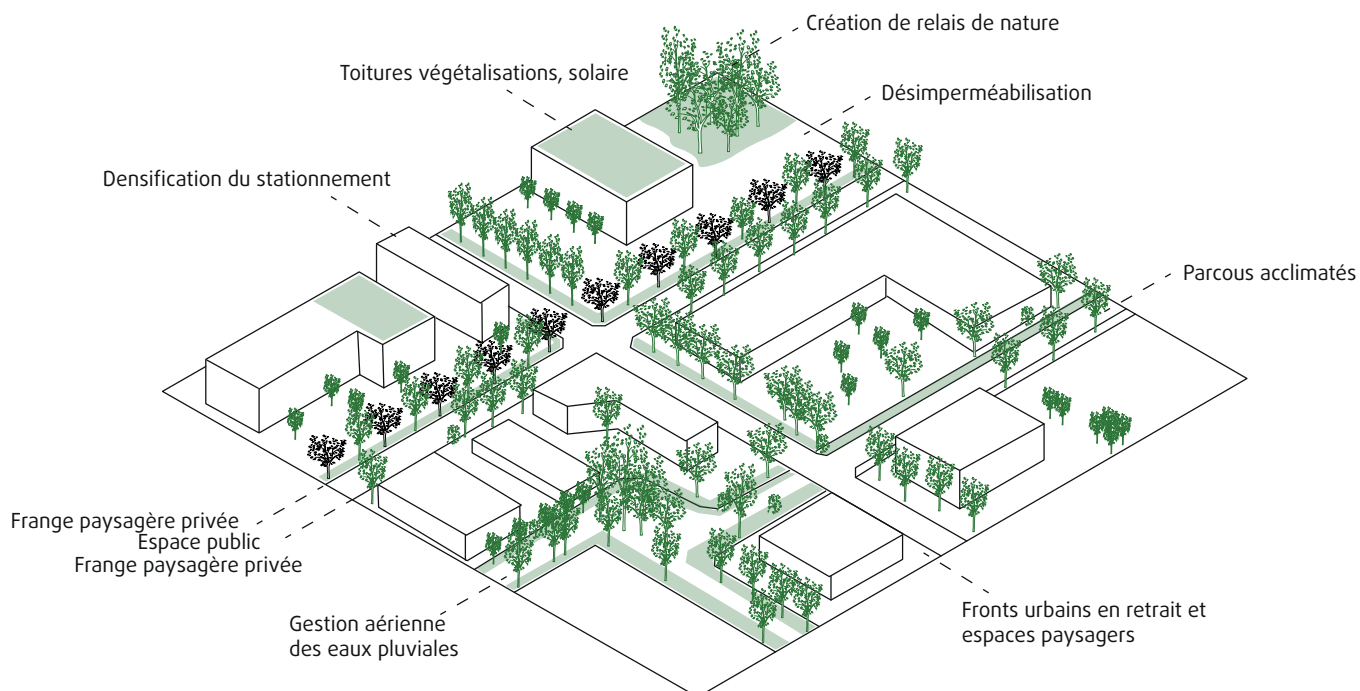 Création de relais de nature
Toitures végétalisations, solaire
Désimperméabilisation
Densification du stationnement
Parcous acclimatés
Frange paysagère privée
Espace public
Frange paysagère privée
Gestion aérienne
des eaux pluviales
Fronts urbains en retrait et
espaces paysagers